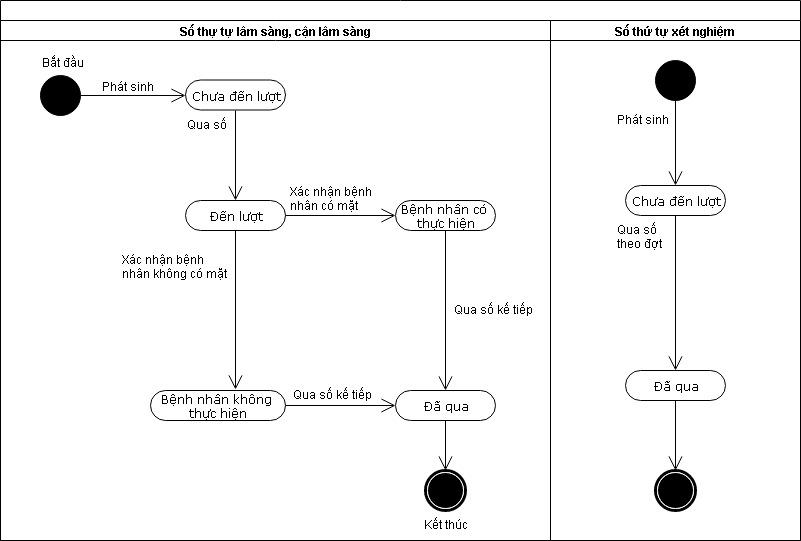 Số thự tự lâm sàng, cận lâm sàng
Số thứ tự xét nghiệm
Bắt đầu
Phát sinh
Chưa đến lượt
Qua số
Đến lượt
Xác nhận bệnh
nhân có mặt
Bệnh nhân có
thực hiện
Xác nhận bệnh
nhân không có mặt
Qua số kế tiếp
Bệnh nhân không
thực hiện
Qua số kế tiếp
Đã qua
Kết thúc
Phát sinh
Chưa đến lượt
Qua số
theo đợt
Đã qua